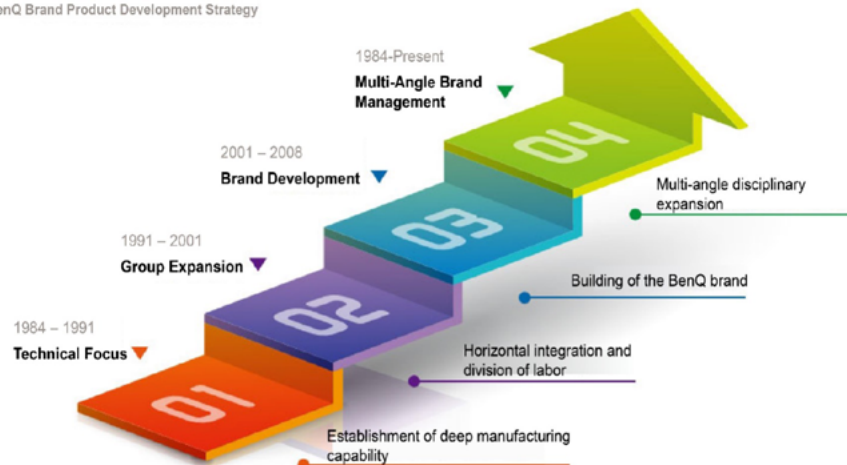 BenQ Brand Product Development Strategy
1984-Present
Multi-Angle Brand
Management
04
2001 – 2008
Brand Development
03
Multi-angle disciplinary
expansion
1991 – 2001
Group Expansion
02
Building of the BenQ brand
1984 – 1991
Technical Focus
01
Horizontal integration and
division of labor
Establishment of deep manufacturing
capability